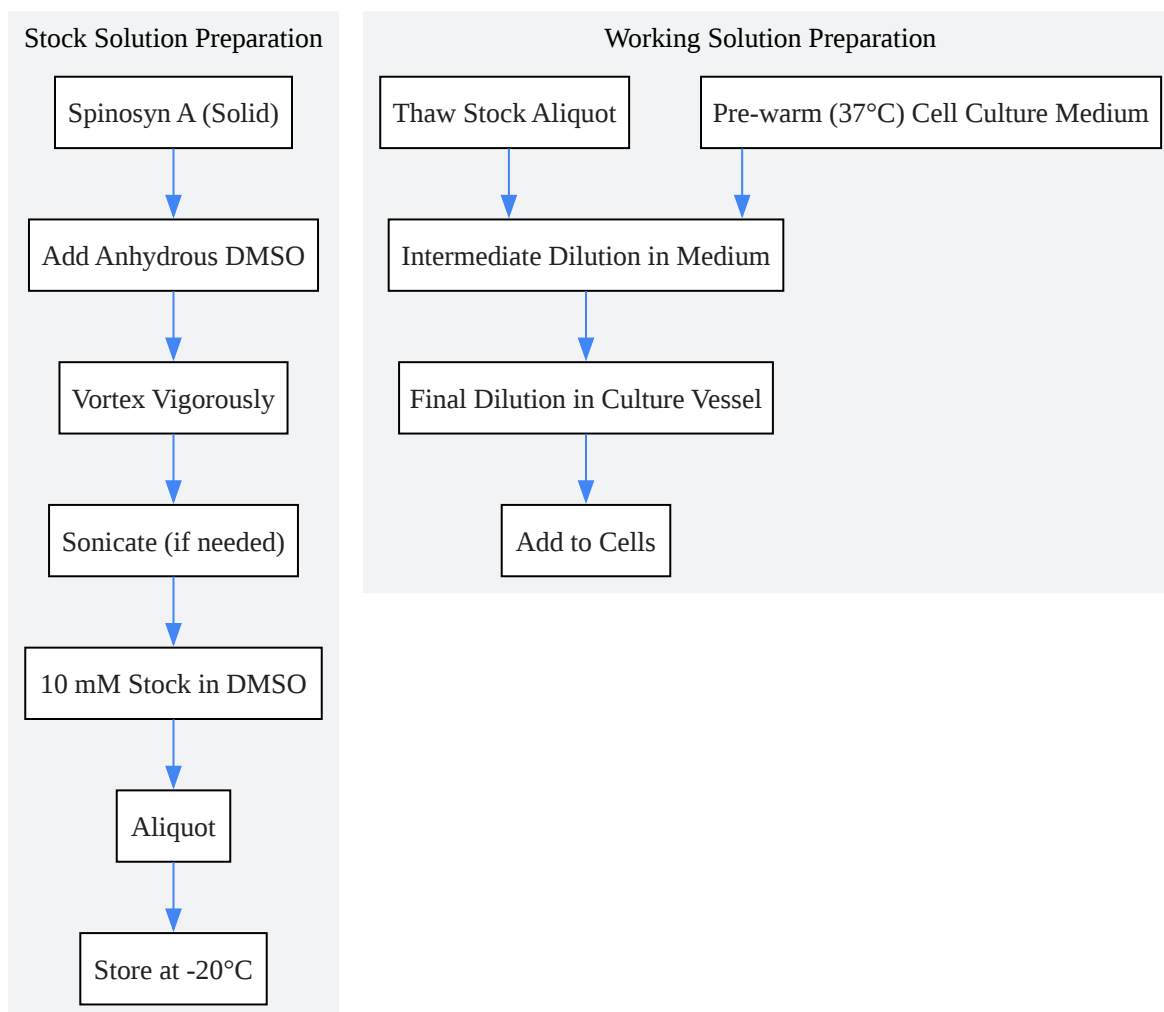 Stock Solution Preparation
Spinosyn A (Solid)
Add Anhydrous DMSO
Vortex Vigorously
Sonicate (if needed)
10 mM Stock in DMSO
Aliquot
Store at -20°C
Working Solution Preparation
Thaw Stock Aliquot
Pre-warm (37°C) Cell Culture Medium
Intermediate Dilution in Medium
Final Dilution in Culture Vessel
Add to Cells